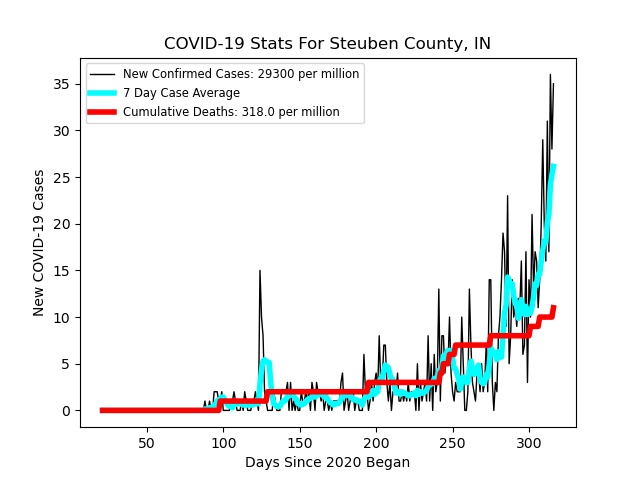 COVID-19 Stats For Steuben County, IN
New Confirmed Cases: 29300 per million
7 Day Case Average
Cumulative Deaths: 318.0 per million
New COVID-19 Cases
35
30
25
20
15
10
5
0
50 100 150 200 250 300
Days Since 2020 Began